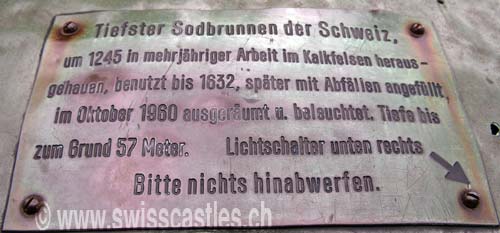 Tiefster Sodbrunnen der Schweiz,
um 1245 in mehrjähriger Arbeit im Kalkfelsen heraus-
gehauen, benutzt bis 1632, später mit Abfällen angefüllt,
im Oktober 1960 ausgeräumt u. beleuchtet. Tiefe bis
zum Grund 57 Meter. Lichtschalter unten rechts
Bitte nichts hinabwerfen.
© www.swisscastles.ch